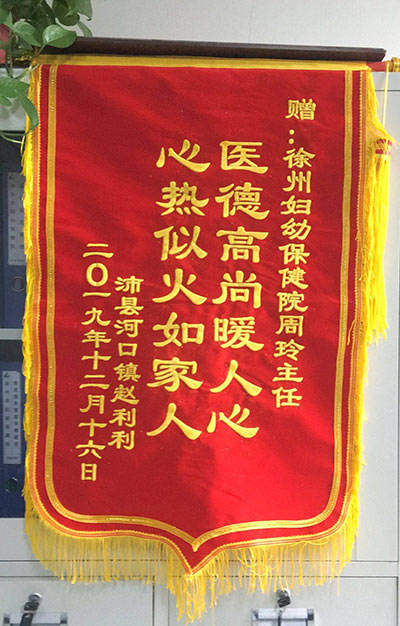 赠：徐州妇幼保健院周玲主任
医德高尚暖人心
心热似火如家人
沛县河口镇赵利利
二〇一九年十二月十六日